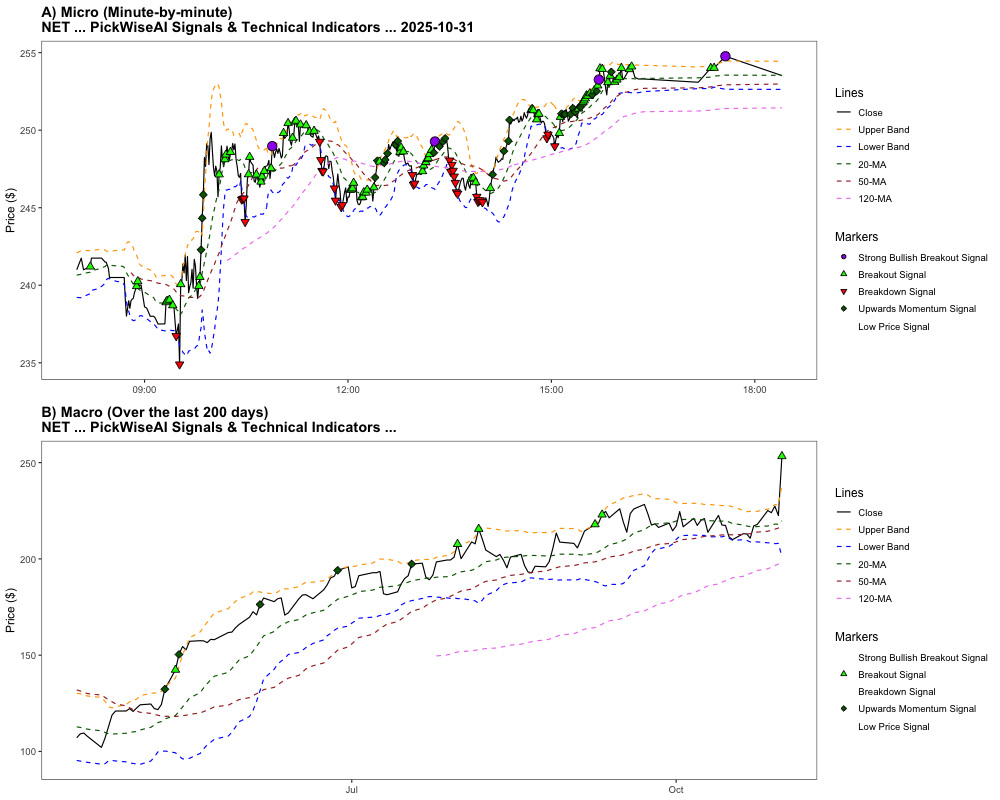 A) Micro (Minute-by-minute)
NET ... PickWiseAI Signals & Technical Indicators ... 2025-10-31
255
250
245
240
235
Price ($)
09:00
12:00
15:00
18:00
Lines
Close
Upper Band
Lower Band
20-MA
50-MA
120-MA
Markers
Strong Bullish Breakout Signal
Breakout Signal
Breakdown Signal
Upwards Momentum Signal
Low Price Signal
B) Macro (Over the last 200 days)
NET ... PickWiseAI Signals & Technical Indicators ...
250
200
150
100
Price ($)
Jul
Oct
Lines
Close
Upper Band
Lower Band
20-MA
50-MA
120-MA
Markers
Strong Bullish Breakout Signal
Breakout Signal
Breakdown Signal
Upwards Momentum Signal
Low Price Signal